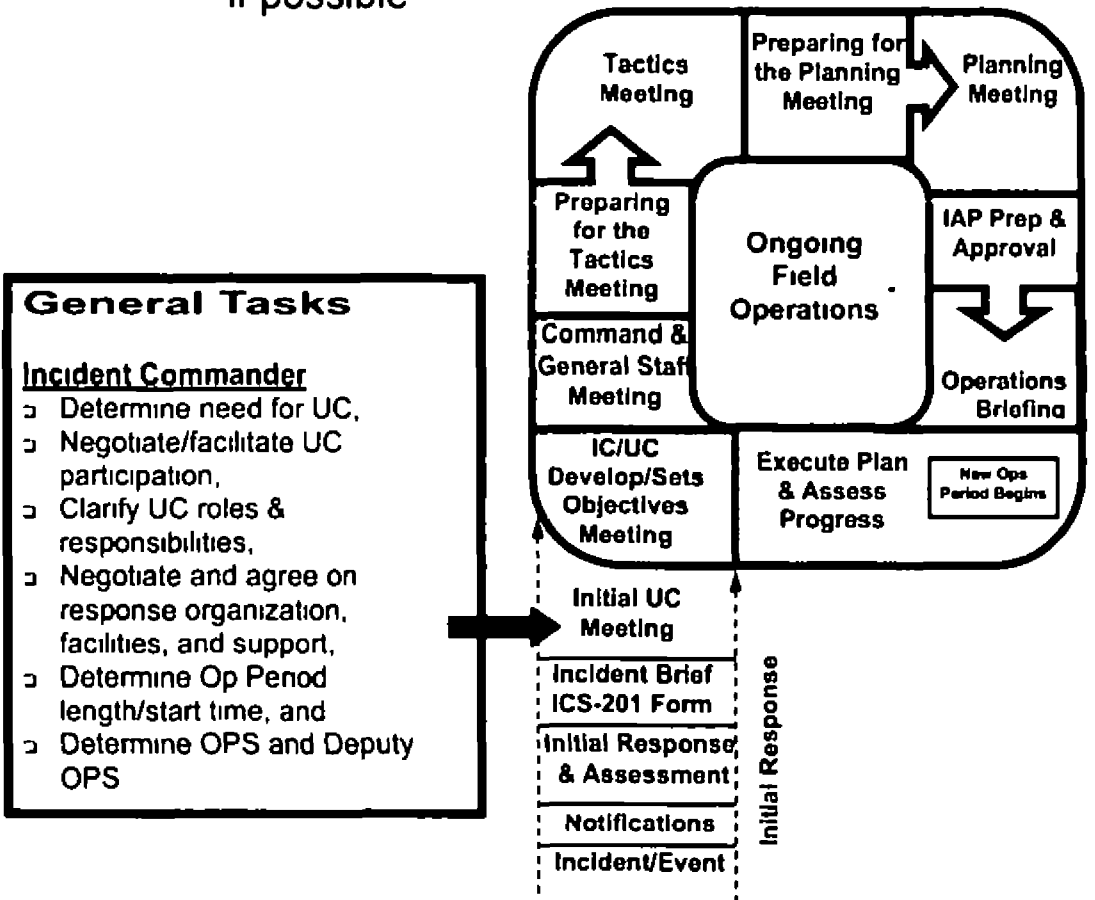 if possible
General Tasks
Incident Commander
Determine need for UC,
Negotiate/facilitate UC
participation,
Clarify UC roles &
responsibilities,
Negotiate and agree on
response organization,
facilities, and support,
Determine Op Period
length/start time, and
Determine OPS and Deputy
OPS
Tactics
Meeting
Preparing for
the Planning
Meeting
Planning
Meeting
Preparing
for the
Tactics
Meeting
Ongoing
Field
Operations
IAP Prep &
Approval
Command &
General Staff
Meeting
Operations
Briefing
IC/UC
Develop/Sets
Objectives
Meeting
Execute Plan
& Assess
Progress
New Ops
Period Begins
Initial UC
Meeting
Incident Brief
ICS-201 Form
Initial Response
& Assessment
Notifications
Incident/Event
Initial Response